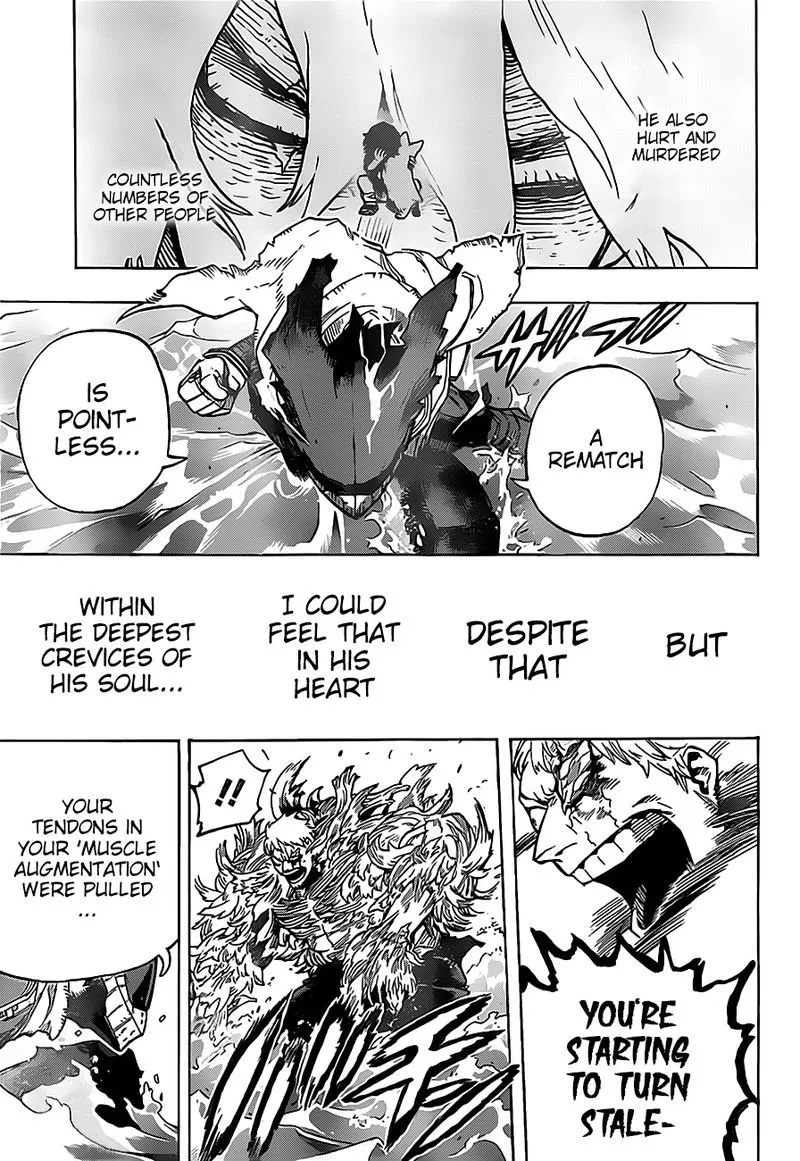 HE ALSO
HURT AND
MURDERED
COUNTLESS
NUMBERS OF
OTHER PEOPLE
A
REMATCH
IS
POINT-
LESS...
BUT
DESPITE
THAT
I COULD
FEEL THAT
IN HIS
HEART
WITHIN
THE DEEPEST
CREVICES OF
HIS SOUL...
YOU'RE
STARTING
TO TURN
STALE-
!!
YOUR
TENDONS IN
YOUR 'MUSCLE
AUGMENTATION'
WERE PULLED
...